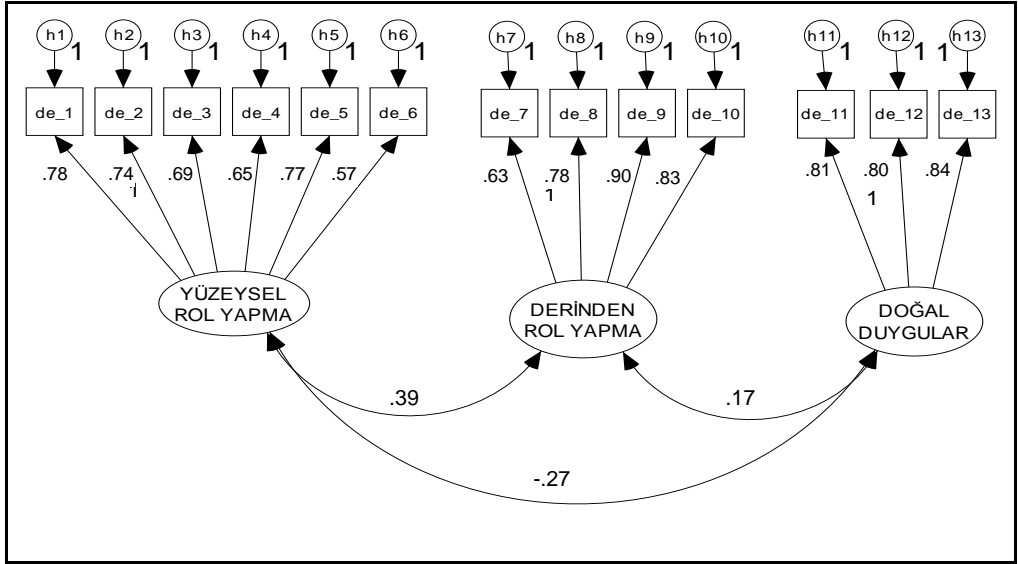 h1 h2 h3 h4 h5 h6 h7 h8 h9 h10 h11 h12 h13
1 1 1 1 1 1 1 1 1 1 1 1 1
de_1 de_2 de_3 de_4 de_5 de_6 de_7 de_8 de_9 de_10 de_11 de_12 de_13
.78 .74 .69 .65 .77 .57 .63 .78 .90 .83 .81 .80 .84
1 1 1
YÜZEYSEL
ROL YAPMA
DERİNDEN
ROL YAPMA
DOĞAL
DUYGULAR
.39
.17
-.27